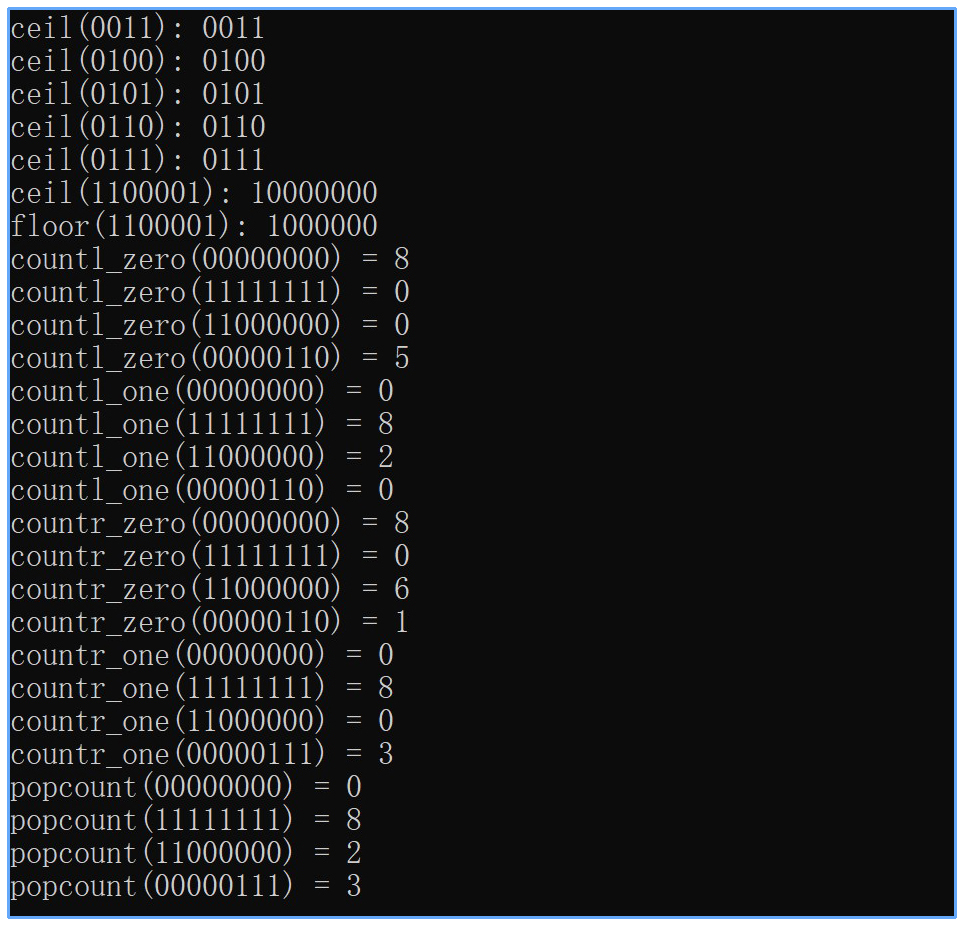 ceil(0011): 0011
ceil(0100): 0100
ceil(0101): 0101
ceil(0110): 0110
ceil(0111): 0111
ceil(1100001): 10000000
floor(1100001): 1000000
countl_zero(00000000) = 8
countl_zero(11111111) = 0
countl_zero(11000000) = 0
countl_zero(00000110) = 5
countl_one(00000000) = 0
countl_one(11111111) = 8
countl_one(11000000) = 2
countl_one(00000110) = 0
countr_zero(00000000) = 8
countr_zero(11111111) = 0
countr_zero(11000000) = 6
countr_zero(00000110) = 1
countr_one(00000000) = 0
countr_one(11111111) = 8
countr_one(11000000) = 0
countr_one(00000111) = 3
popcount(00000000) = 0
popcount(11111111) = 8
popcount(11000000) = 2
popcount(00000111) = 3